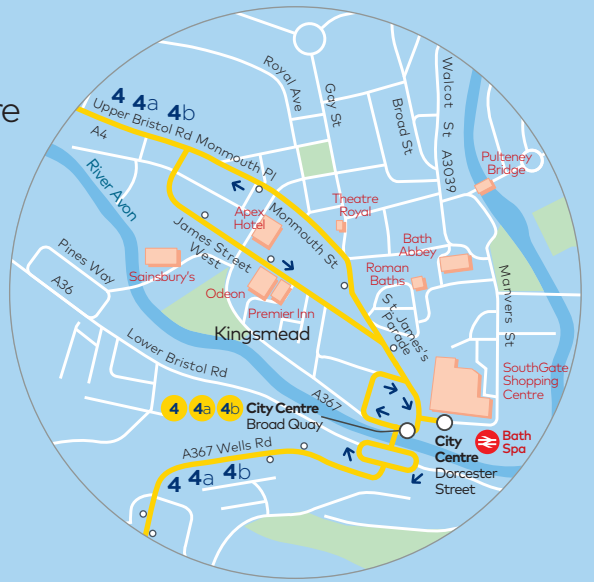 re
4 4a 4b
Upper Bristol Rd
Monmouth Pl
A4
River Avon
Royal Ave
Gay St
Broad St
Walcot St A3039
Pulteney
Bridge
Theatre
Royal
Apex
Hotel
Monmouth St
James Street
West
Bath
Abbey
Roman
Baths
Manvers St
Pines Way
A36
Sainsbury's
Odeon
Premier Inn
Kingsmead
St. James's
Parade
Lower Bristol Rd
A367
SouthGate
Shopping
Centre
4 4a 4b City Centre
Broad Quay
City
Centre
Dorcester
Street
Bath
Spa
A367 Wells Rd
4 4a 4b